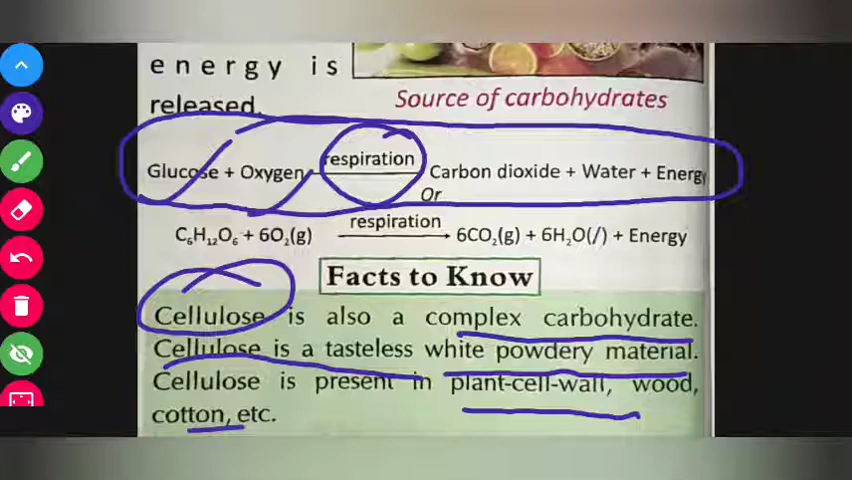 energy is
released.
Source of carbohydrates
respiration
Glucose + Oxygen Carbon dioxide + Water + Energy
Or
respiration
C₆H₁₂O₆ + 6O₂(g) 6CO₂(g) + 6H₂O(/) + Energy
Facts to Know
Cellulose is also a complex carbohydrate.
Cellulose is a tasteless white powdery material.
Cellulose is present in plant-cell-wall, wood,
cotton, etc.